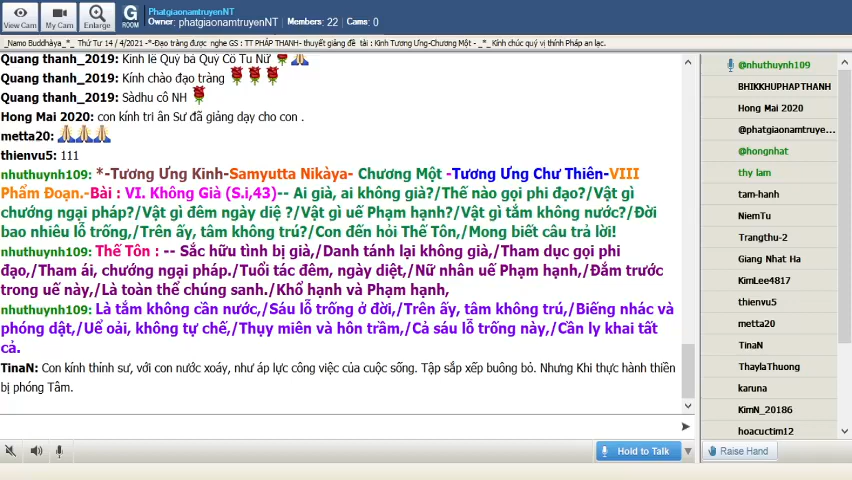 View Cam
My Cam
Enlarge
G
ROOM
PhatgiaonamtruyenNT
Owner: phatgiaonamtruyenNT | Members: 22 | Cams: 0
_Namo Buddhàya_*_ Thứ Tư 14 / 4/2021 -*-Đạo tràng được nghe GS : TT PHÁP THANH- thuyết giảng đề tài : Kinh Tương Ưng-Chương Một - _*_ Kính chúc quý vị thính Pháp an lạc.
Quang thanh_2019: Kính lễ Quý bà Quý Cô Tu Nữ
Quang thanh_2019: Kính chào đạo tràng
Quang thanh_2019: Sàdhu cô NH
Hong Mai 2020: con kính tri ân Sư đã giảng dạy cho con .
metta20:
thienvu5: 111
nhuthuynh109: *-Tương Ưng Kinh-Samyutta Nikàya- Chương Một -Tương Ưng Chư Thiên-VIII
Phẩm Đoạn.-Bài : VI. Không Già (S.i,43)-- Ai già, ai không già?/Thế nào gọi phi đạo?/Vật gì
chướng ngại pháp?/Vật gì đêm ngày diệ ?/Vật gì uế Phạm hạnh?/Vật gì tắm không nước?/Đời
bao nhiêu lỗ trống,/Trên ấy, tâm không trú?/Con đến hỏi Thế Tôn,/Mong biết câu trả lời!
nhuthuynh109: Thế Tôn : -- Sắc hữu tình bị già,/Danh tánh lại không già,/Tham dục gọi phi
đạo,/Tham ái, chướng ngại pháp./Tuổi tác đêm, ngày diệt,/Nữ nhân uế Phạm hạnh,/Đắm trước
trong uế này,/Là toàn thể chúng sanh./Khổ hạnh và Phạm hạnh,
nhuthuynh109: Là tắm không cần nước,/Sáu lỗ trống ở đời,/Trên ấy, tâm không trú,/Biếng nhác và
phóng dật,/Uể oải, không tự chế,/Thụy miên và hôn trầm,/Cả sáu lỗ trống này,/Cần ly khai tất
cả.
TinaN: Con kính thỉnh sư, với con nước xoáy, như áp lực công việc của cuộc sống. Tập sắp xếp buông bỏ. Nhưng Khi thực hành thiền
bị phóng Tâm.
@nhuthuynh109
BHIKKHUPHAPTHANH
Hong Mai 2020
@phatgiaonamtruye...
@hongnhat
thy lam
tam-hanh
NiemTu
Trangthu-2
Giang Nhat Ha
KimLee4817
thienvu5
metta20
TinaN
ThaylaThuong
karuna
KimN_20186
hoacuctim12
Hold to Talk
Raise Hand